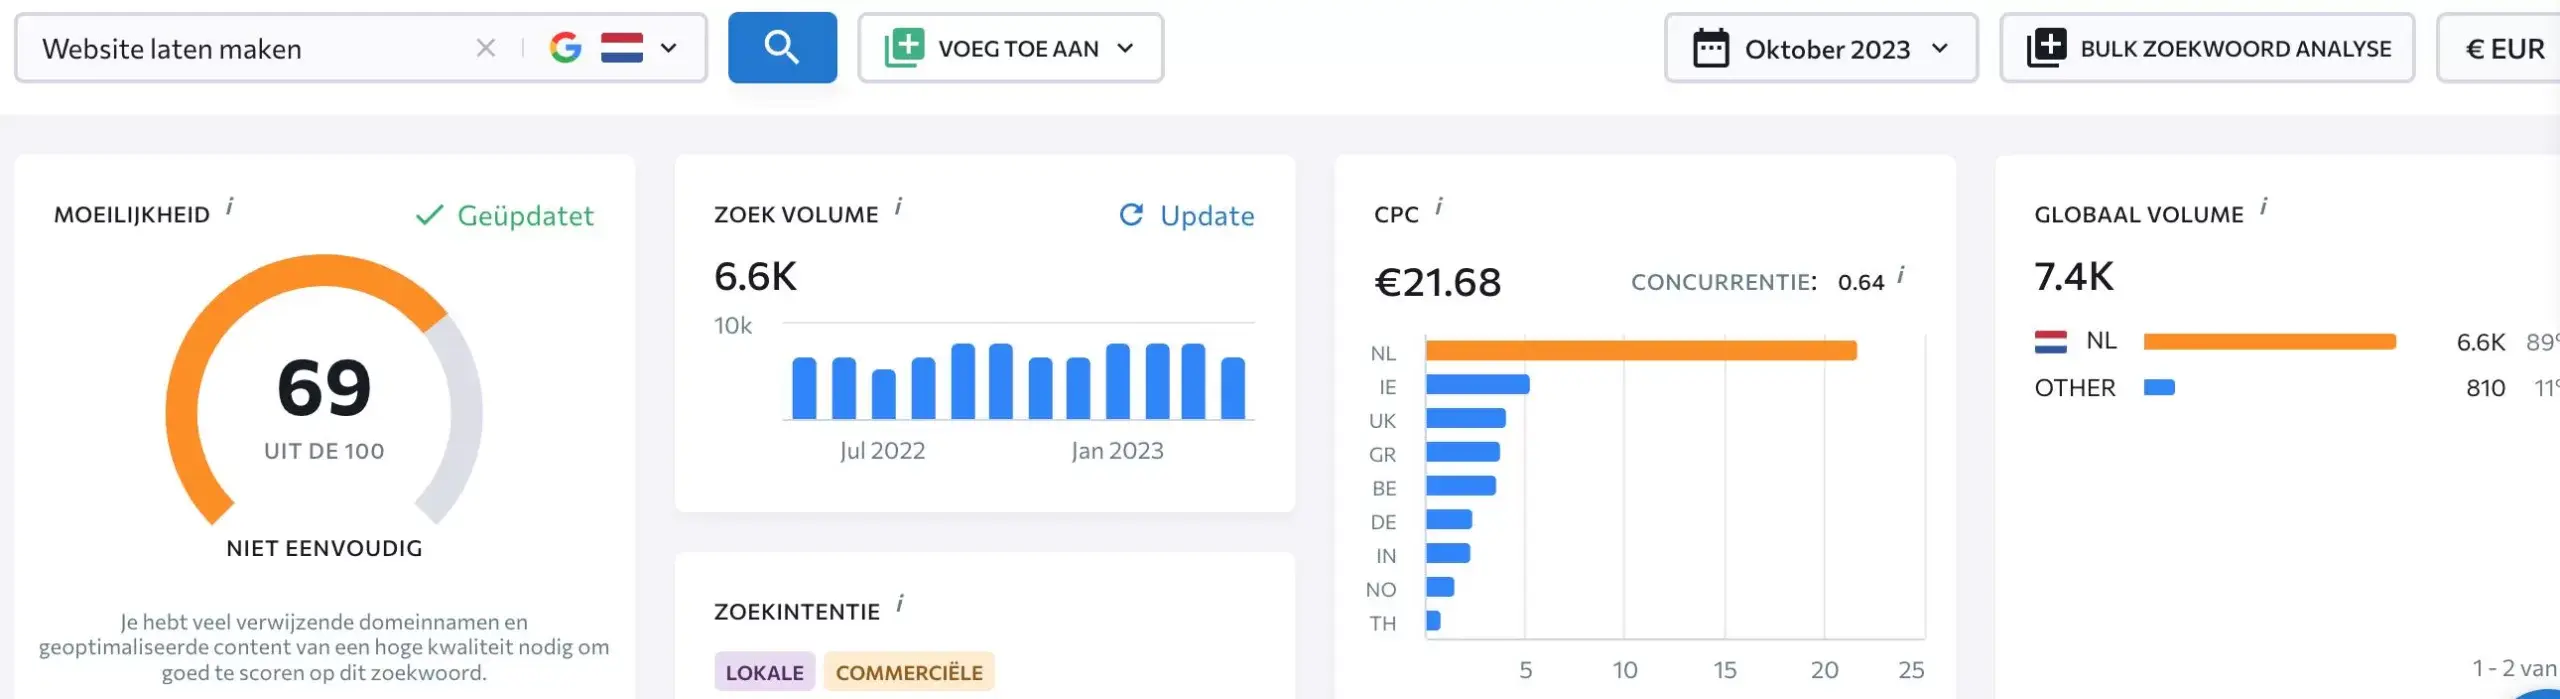 Website laten maken
VOEG TOE AAN
Oktober 2023
BULK ZOEKWOORD ANALYSE
€ EUR
MOEILIJKHEID i
Geüpdatet
69
UIT DE 100
NIET EENVOUDIG
Je hebt veel verwijzende domeinnamen en
geoptimaliseerde content van een hoge kwaliteit nodig om
goed te scoren op dit zoekwoord.
ZOEK VOLUME i
Update
6.6K
10k
Jul 2022
Jan 2023
ZOEKINTENTIE i
LOKALE
COMMERCIËLE
CPC i
€21.68
CONCURRENTIE: 0.64 i
NL
IE
UK
GR
BE
DE
IN
NO
TH
5 10 15 20 25
GLOBAAL VOLUME i
7.4K
NL 6.6K 89
OTHER 810 11
1 - 2 van